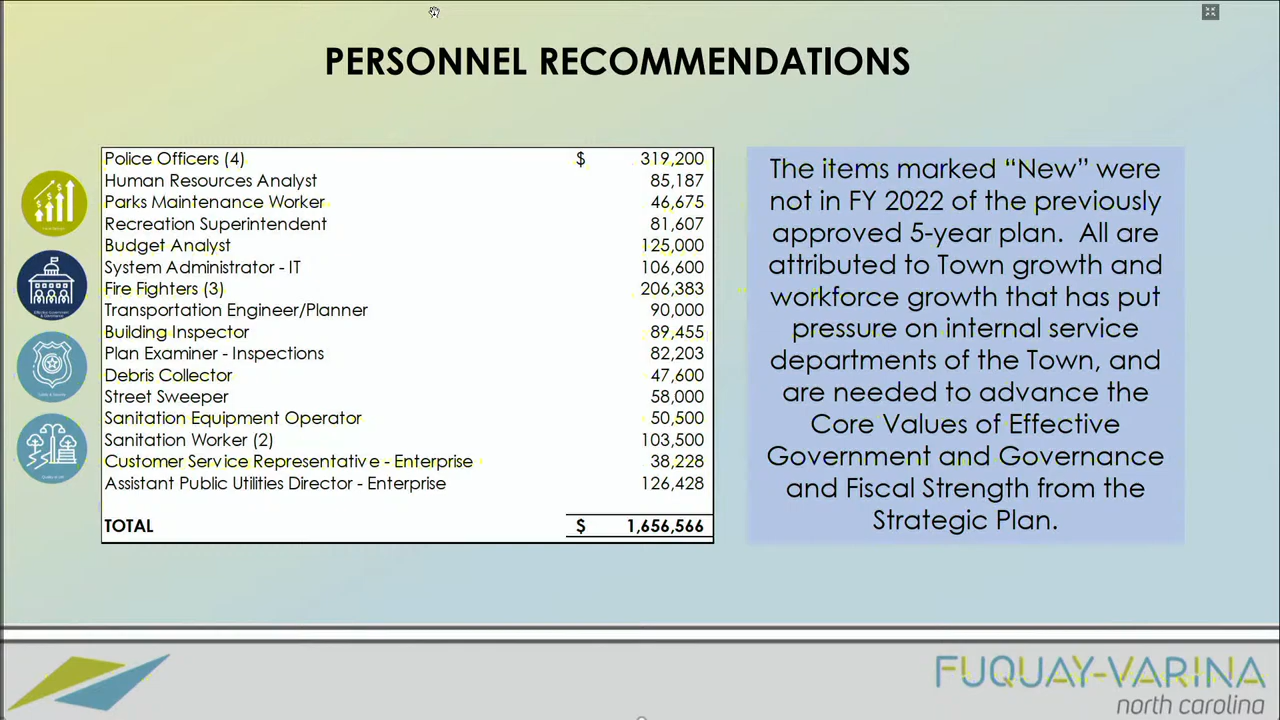 PERSONNEL RECOMMENDATIONS
Police Officers (4) $ 319,200
Human Resources Analyst 85,187
Parks Maintenance Worker 46,675
Recreation Superintendent 81,607
Budget Analyst 125,000
System Administrator - IT 106,600
Fire Fighters (3) 206,383
Transportation Engineer/Planner 90,000
Building Inspector 89,455
Plan Examiner - Inspections 82,203
Debris Collector 47,600
Street Sweeper 58,000
Sanitation Equipment Operator 50,500
Sanitation Worker (2) 103,500
Customer Service Representative - Enterprise 38,228
Assistant Public Utilities Director - Enterprise 126,428
TOTAL $ 1,656,566
The items marked “New” were
not in FY 2022 of the previously
approved 5-year plan. All are
attributed to Town growth and
workforce growth that has put
pressure on internal service
departments of the Town, and
are needed to advance the
Core Values of Effective
Government and Governance
and Fiscal Strength from the
Strategic Plan.
FUQUAY-VARINA
north carolina